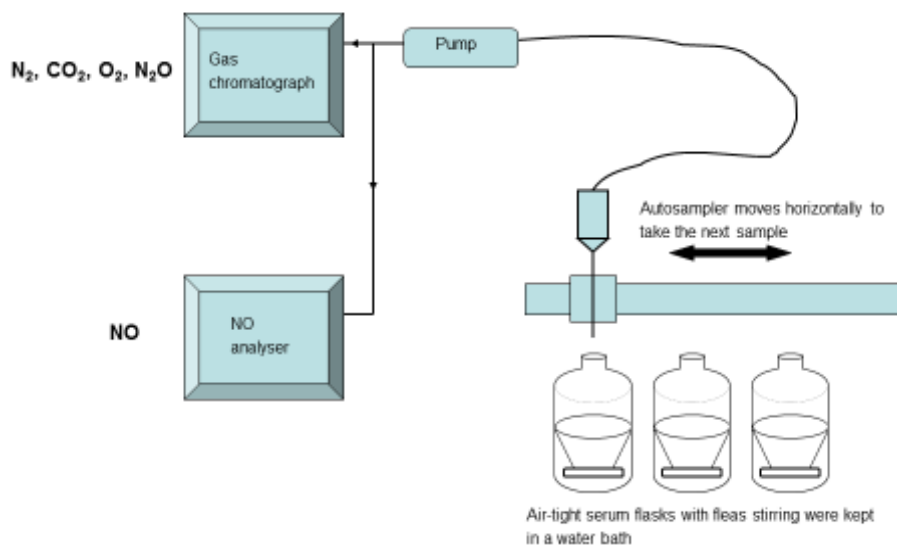 Pump
Gas
chromatograph
N₂, CO₂, O₂, N₂O
Autosampler moves horizontally to
take the next sample
NO
NO
analyser
Air-tight serum flasks with fleas stirring were kept
in a water bath